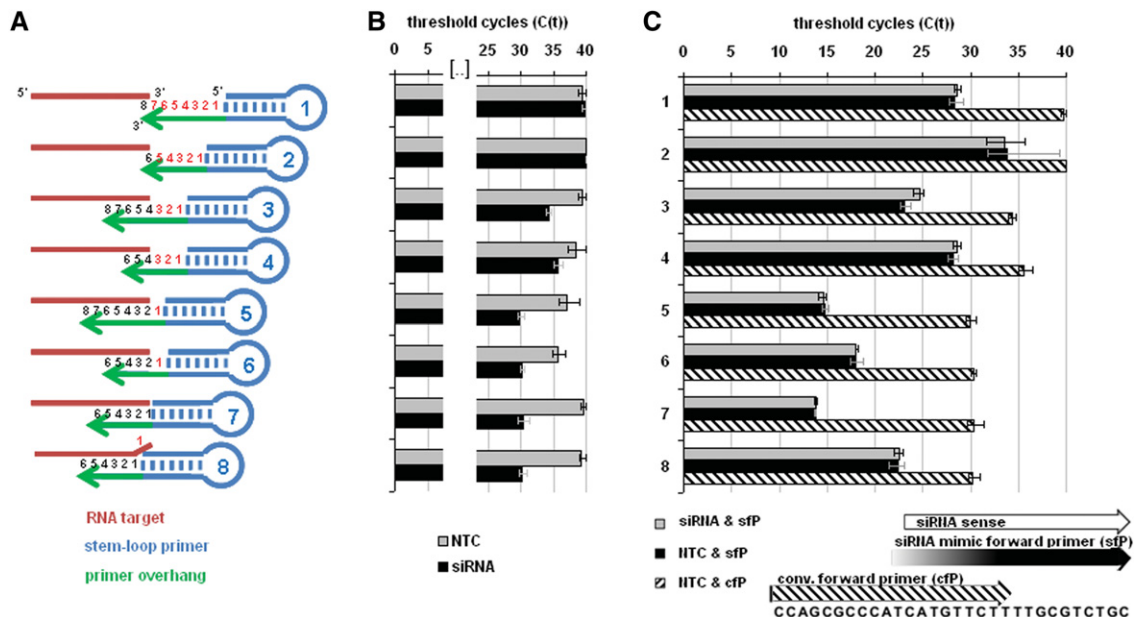 A
5' 3' 5'
8 7 6 5 4 3 2 1
3'
1
6 5 4 3 2 1
2
8 7 6 5 4 3 2 1
3
6 5 4 3 2 1
4
8 7 6 5 4 3 2 1
5
6 5 4 3 2 1
6
6 5 4 3 2 1
7
1
6 5 4 3 2 1
8
RNA target
stem-loop primer
primer overhang
B
threshold cycles (C(t))
0 5 25 30 35 40
[..]
NTC
siRNA
C
threshold cycles (C(t))
0 5 10 15 20 25 30 35 40
1
2
3
4
5
6
7
8
siRNA & sfP
NTC & sfP
NTC & cfP
siRNA sense
siRNA mimic forward primer (sfP)
conv. forward primer (cfP)
CCAGCGCCCATCATGTTCTTTTGCGTCTGC